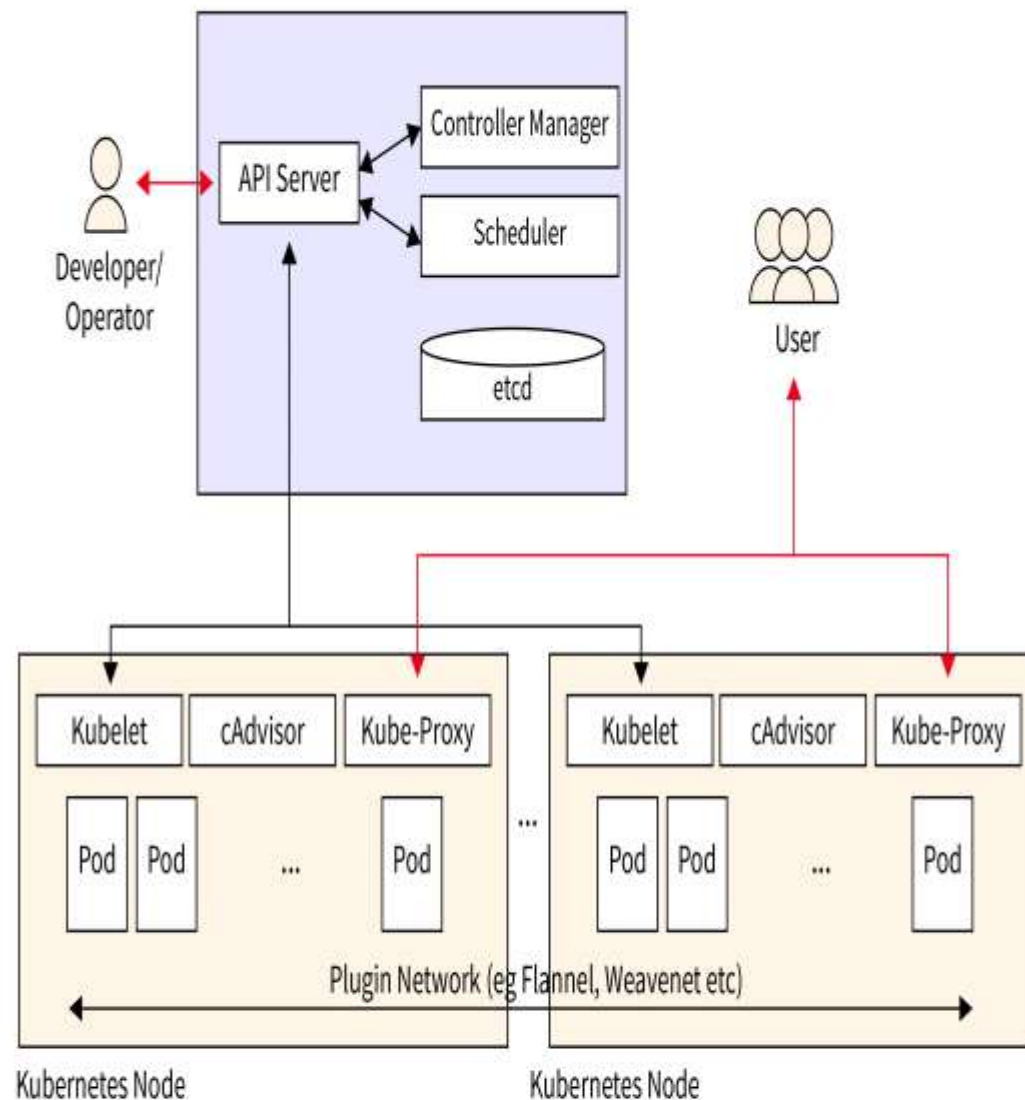 Controller Manager
API Server
Scheduler
Developer/
Operator
etcd
User
Kubelet
cAdvisor
Kube-Proxy
Kubelet
cAdvisor
Kube-Proxy
...
Pod
Pod
...
Pod
Pod
Pod
...
Pod
Plugin Network (eg Flannel, Weavenet etc)
Kubernetes Node
Kubernetes Node